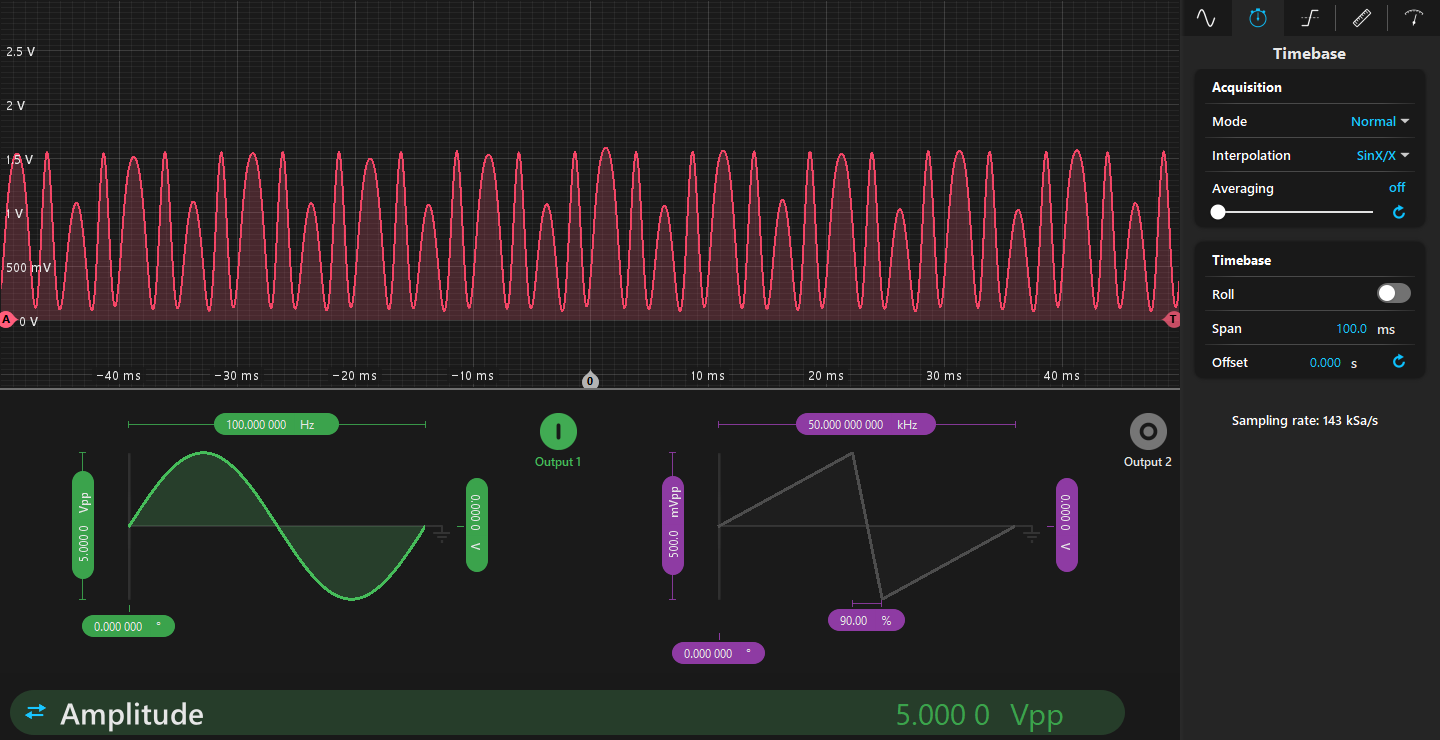 2.5 V
2 V
1.5 V
1 V
500 mV
A
0 V
T
−40 ms
−30 ms
−20 ms
−10 ms
0
10 ms
20 ms
30 ms
40 ms
Timebase
Acquisition
Mode Normal
Interpolation SinX/X
Averaging off
Timebase
Roll
Span 100.0 ms
Offset 0.000 s
Sampling rate: 143 kSa/s
100.000 000 Hz
5.000 0 Vpp
0.000 0 V
0.000 000 °
Output 1
50.000 000 000 kHz
500.0 mVpp
0.000 0 V
90.00 %
0.000 000 °
Output 2
Amplitude 5.000 0 Vpp